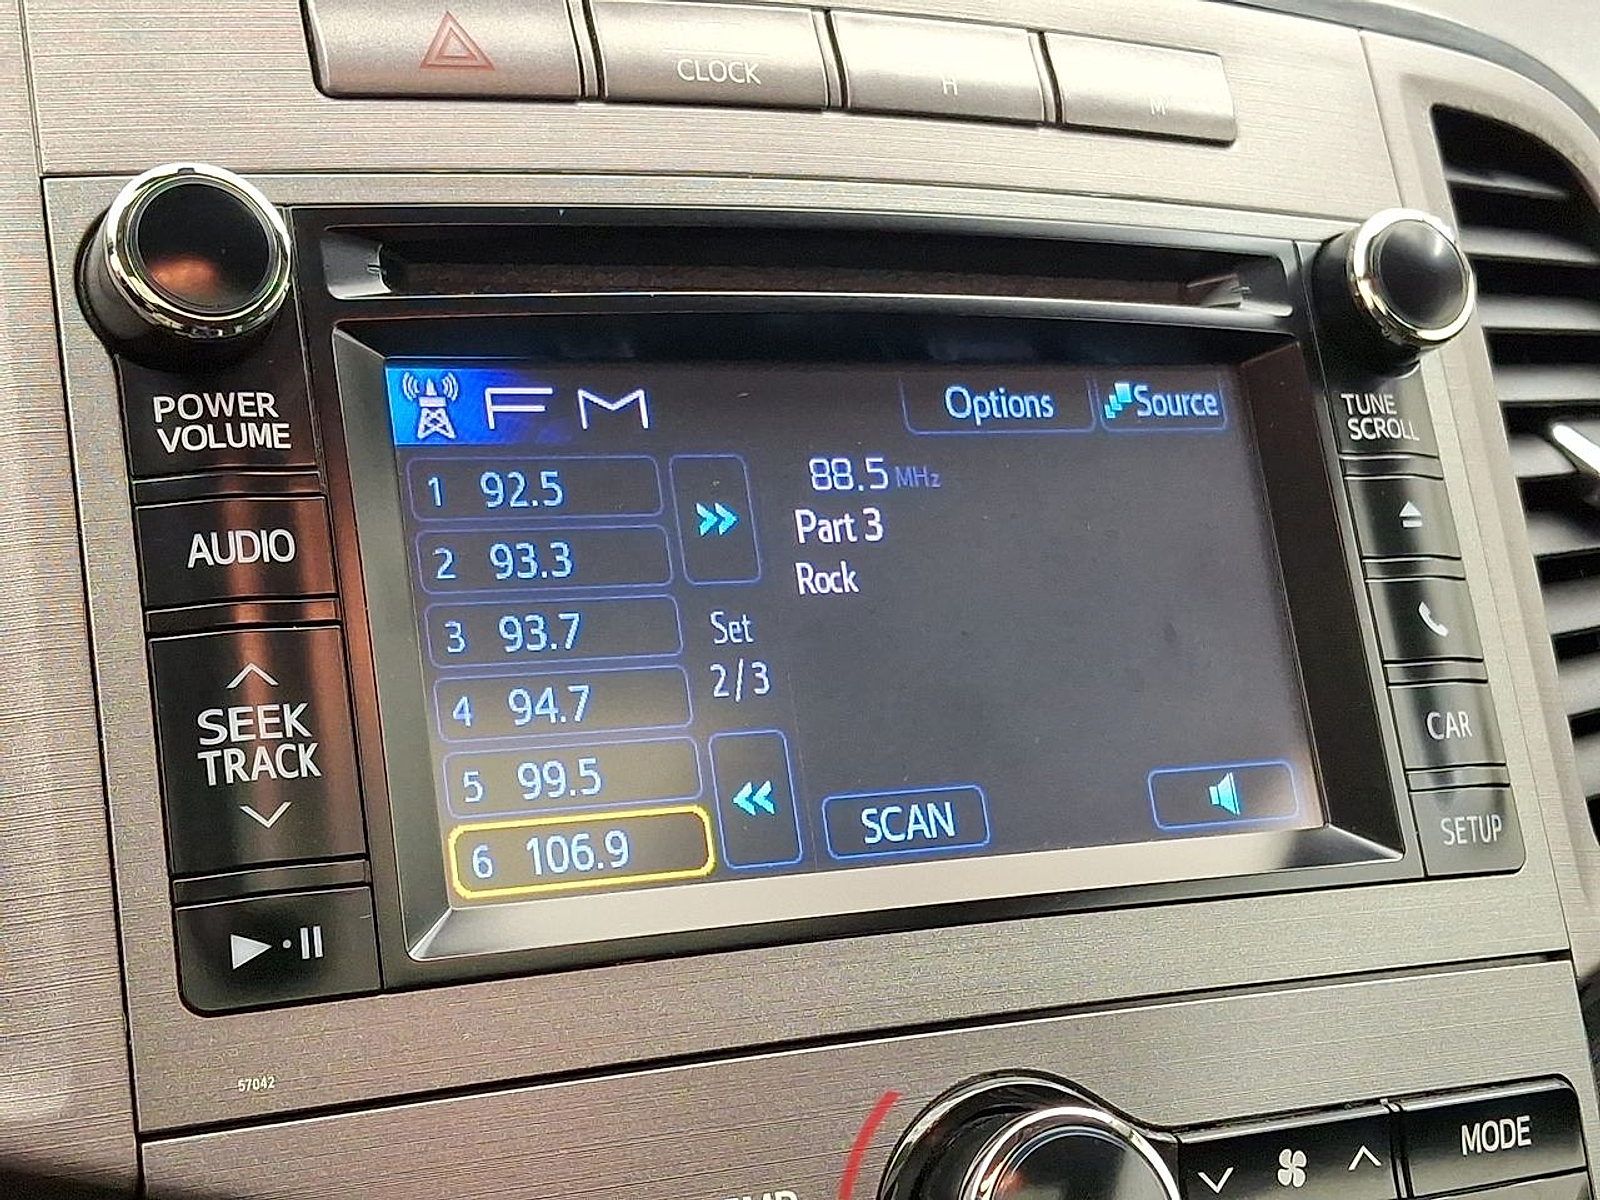 CLOCK
H
M
POWER
VOLUME
AUDIO
SEEK
TRACK
FM
Options
Source
1 92.5
2 93.3
3 93.7
4 94.7
5 99.5
6 106.9
Set
2/3
88.5 MHz
Part 3
Rock
SCAN
TUNE
SCROLL
CAR
SETUP
57042
MODE